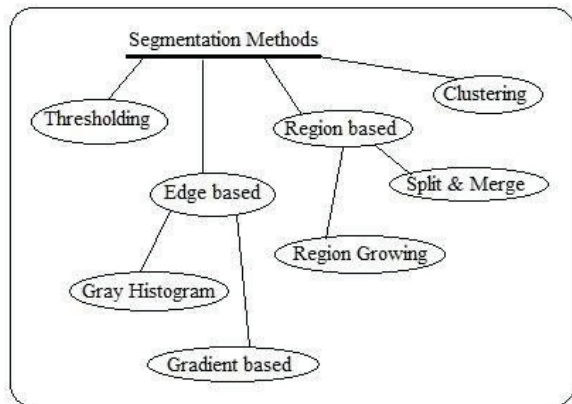 Segmentation Methods
Thresholding
Clustering
Region based
Edge based
Split & Merge
Region Growing
Gray Histogram
Gradient based